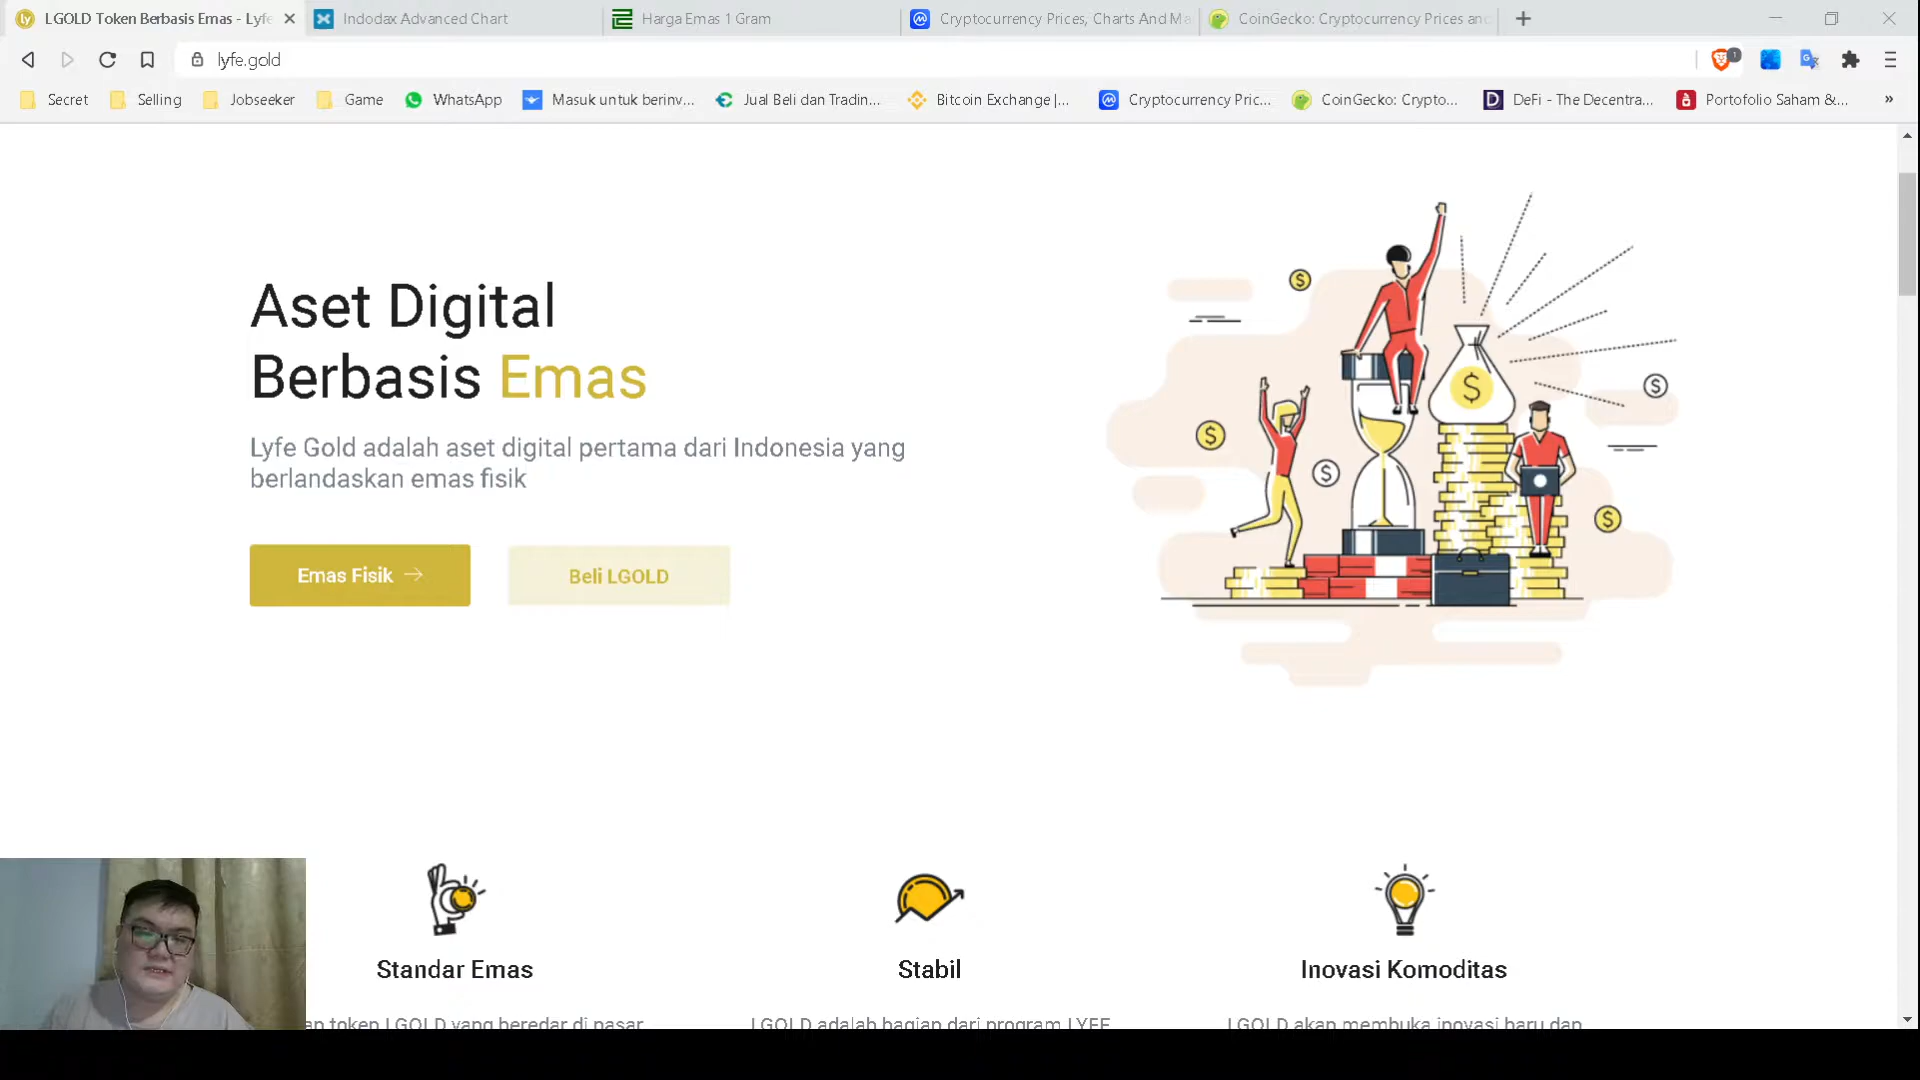 LGOLD Token Berbasis Emas - Lyfe
Indodax Advanced Chart
Harga Emas 1 Gram
Cryptocurrency Prices, Charts And Ma
CoinGecko: Cryptocurrency Prices and
lyfe.gold
1
Secret
Selling
Jobseeker
Game
WhatsApp
Masuk untuk berinv...
Jual Beli dan Tradin...
Bitcoin Exchange |...
Cryptocurrency Pric...
CoinGecko: Crypto...
DeFi - The Decentra...
Portofolio Saham &...
Aset Digital
Berbasis Emas
Lyfe Gold adalah aset digital pertama dari Indonesia yang
berlandaskan emas fisik
Emas Fisik →
Beli LGOLD
Standar Emas
Stabil
Inovasi Komoditas
token LGOLD yang beredar di pasar
LGOLD adalah bagian dari program LYFE
LGOLD akan membuka inovasi baru dan